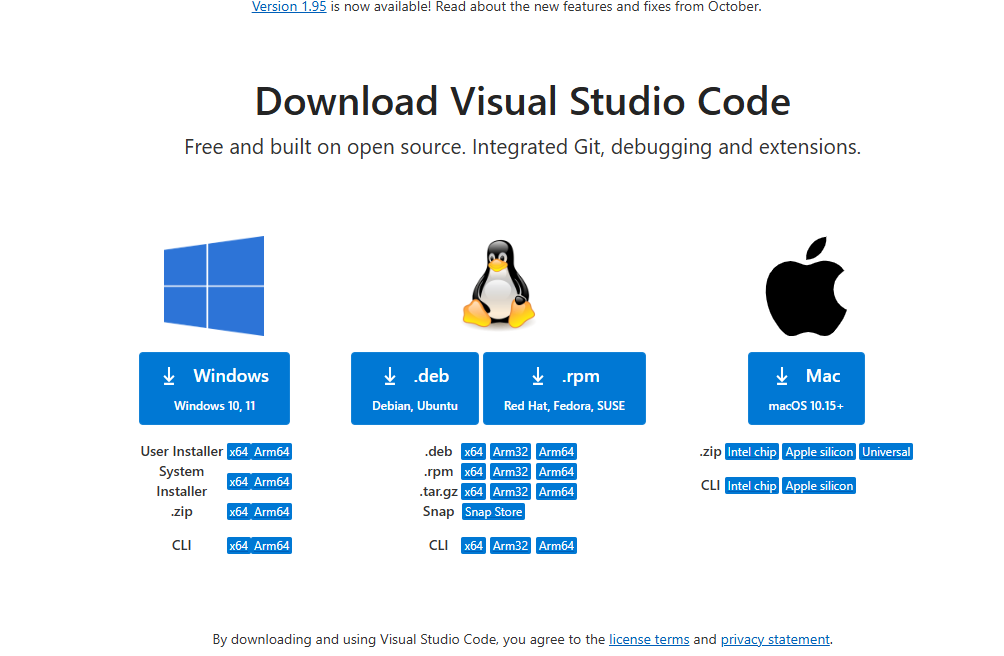 Version 1.95 is now available! Read about the new features and fixes from October.
Download Visual Studio Code
Free and built on open source. Integrated Git, debugging and extensions.
Windows
Windows 10, 11
User Installer x64 Arm64
System
Installer x64 Arm64
.zip x64 Arm64
CLI x64 Arm64
.deb
Debian, Ubuntu
.rpm
Red Hat, Fedora, SUSE
.deb x64 Arm32 Arm64
.rpm x64 Arm32 Arm64
.tar.gz x64 Arm32 Arm64
Snap Snap Store
CLI x64 Arm32 Arm64
Mac
macOS 10.15+
.zip Intel chip Apple silicon Universal
CLI Intel chip Apple silicon
By downloading and using Visual Studio Code, you agree to the license terms and privacy statement.